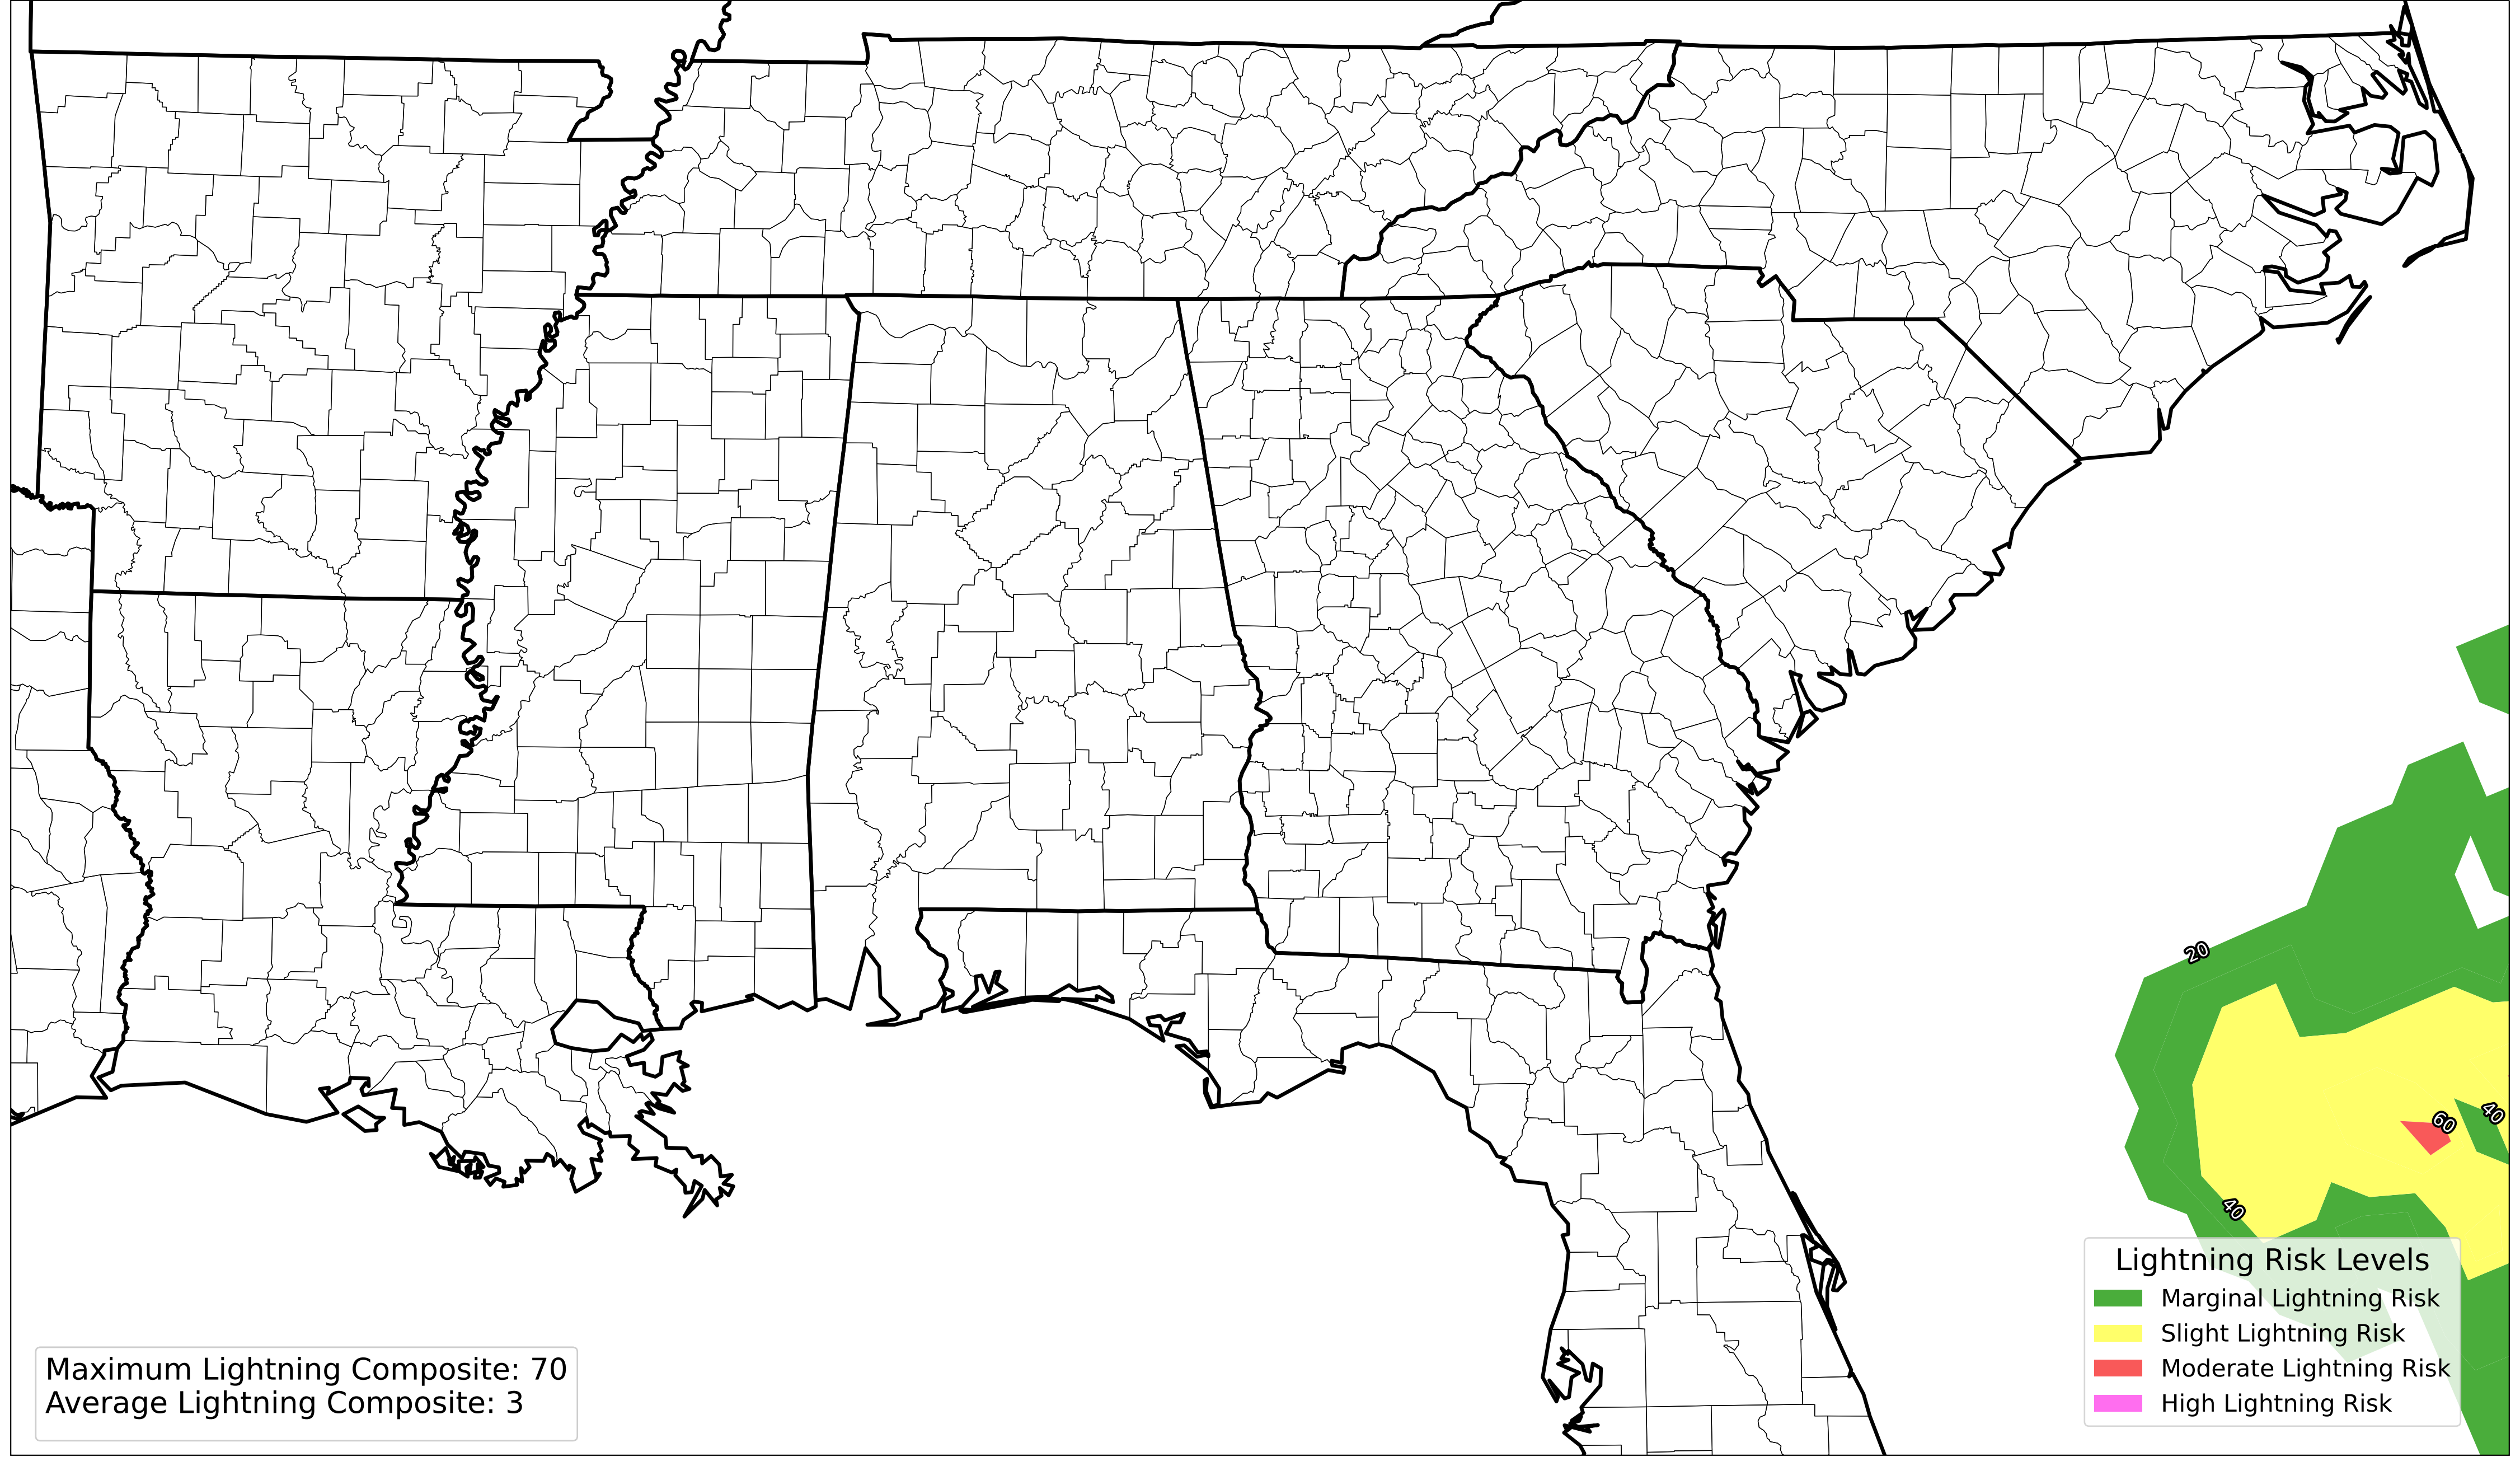 20
60
40
40
Lightning Risk Levels
Marginal Lightning Risk
Slight Lightning Risk
Moderate Lightning Risk
High Lightning Risk
Maximum Lightning Composite: 70
Average Lightning Composite: 3